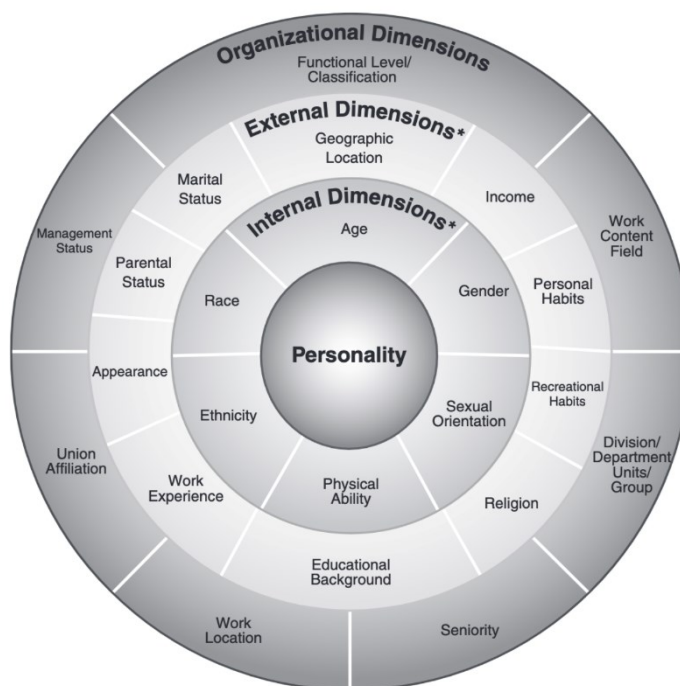 Organizational Dimensions
Functional Level/
Classification
External Dimensions*
Geographic
Location
Marital
Status
Income
Internal Dimensions*
Age
Management
Status
Work
Content
Field
Parental
Status
Personal
Habits
Race
Gender
Personality
Appearance
Recreational
Habits
Ethnicity
Sexual
Orientation
Union
Affiliation
Division/
Department
Units/
Group
Work
Experience
Physical
Ability
Religion
Educational
Background
Work
Location
Seniority